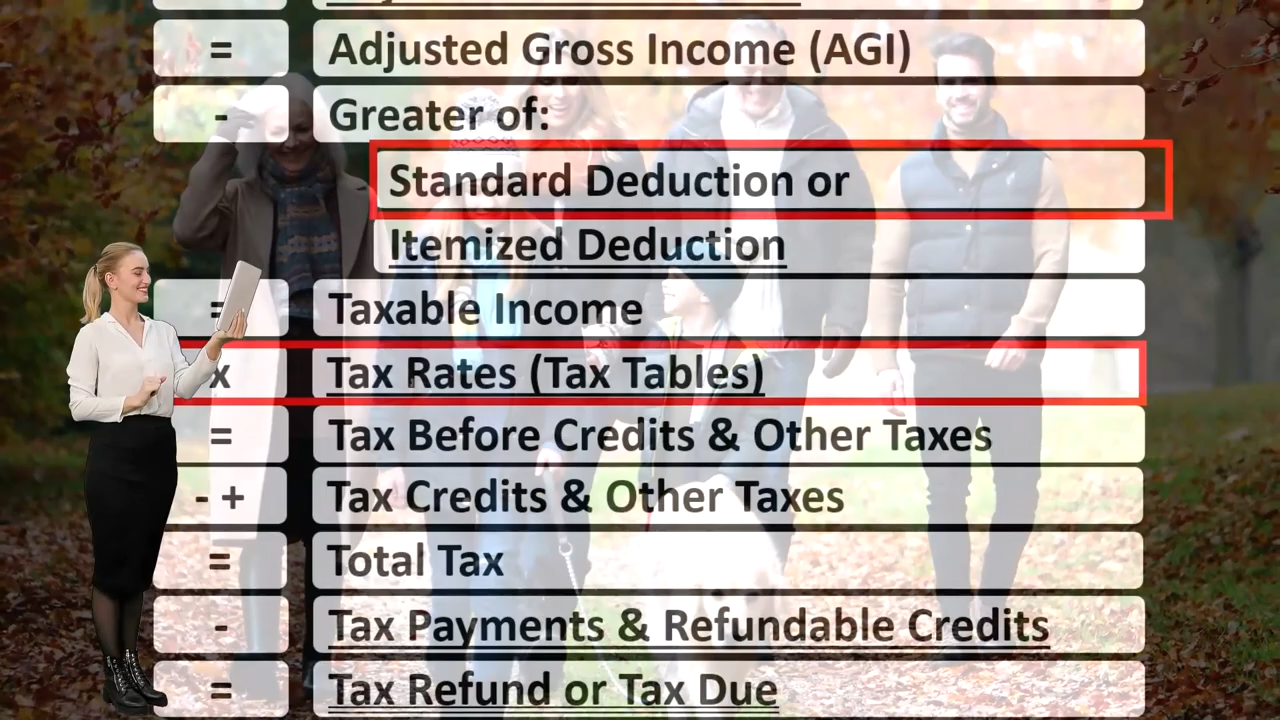 = Adjusted Gross Income (AGI)
- Greater of:
Standard Deduction or
Itemized Deduction
= Taxable Income
x Tax Rates (Tax Tables)
= Tax Before Credits & Other Taxes
- + Tax Credits & Other Taxes
= Total Tax
- Tax Payments & Refundable Credits
= Tax Refund or Tax Due